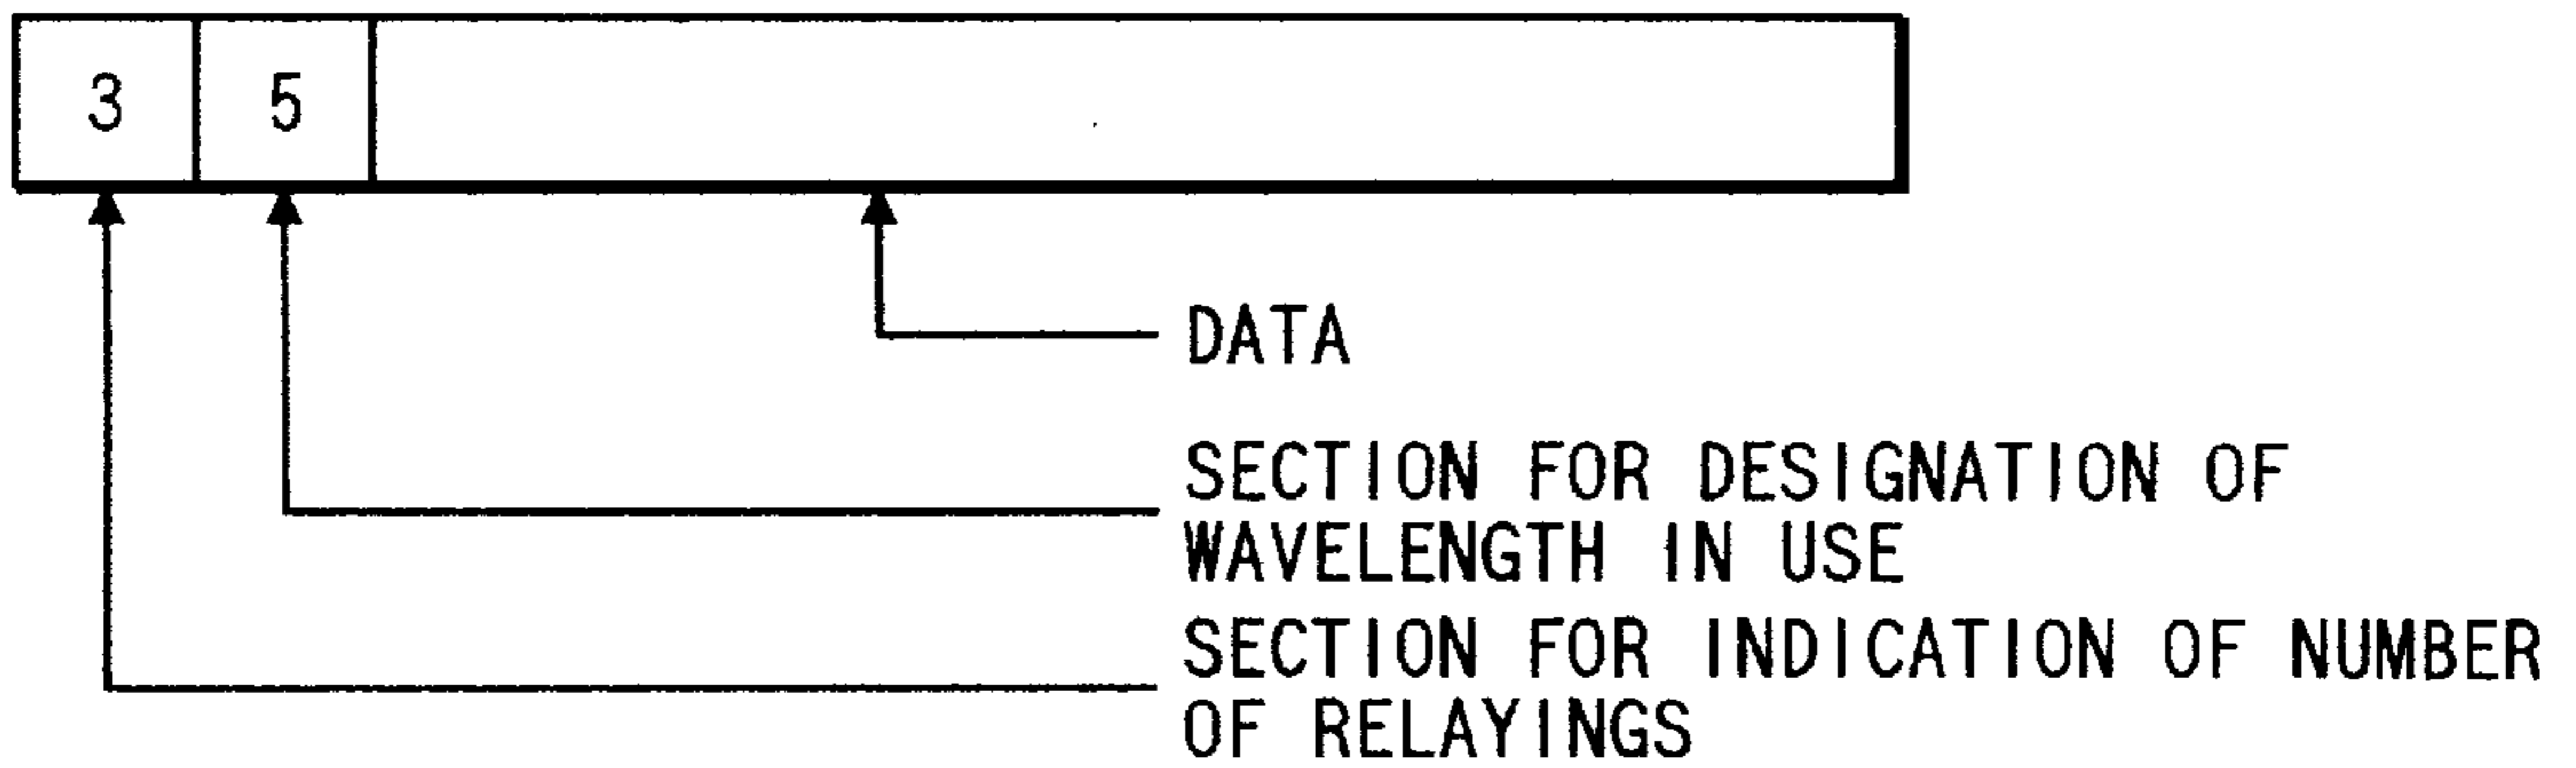 3 5
DATA
SECTION FOR DESIGNATION OF
WAVELENGTH IN USE
SECTION FOR INDICATION OF NUMBER
OF RELAYINGS